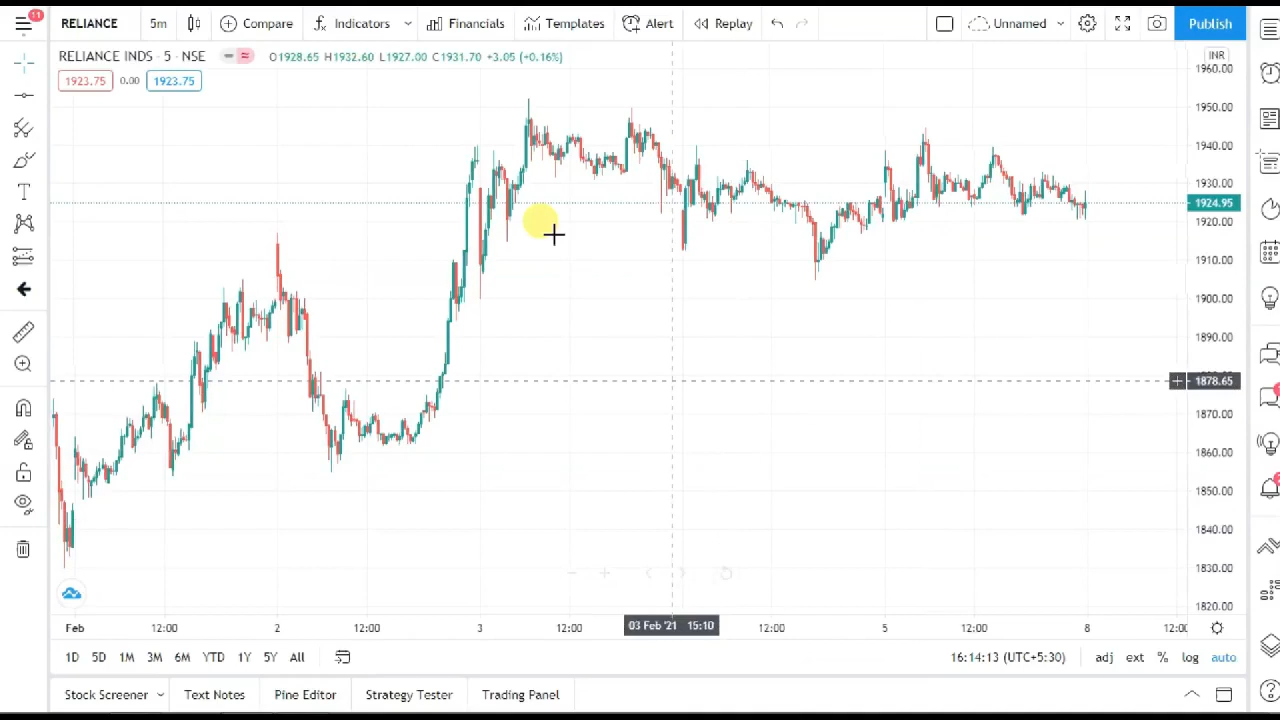 11
RELIANCE 5m Compare Indicators Financials Templates Alert Replay Unnamed Publish
RELIANCE INDS · 5 · NSE O1928.65 H1932.60 L1927.00 C1931.70 +3.05 (+0.16%)
INR
1923.75 0.00 1923.75
1960.00
1950.00
1940.00
1930.00
1924.95
1920.00
1910.00
1900.00
1890.00
1878.65
1870.00
1860.00
1850.00
1840.00
1830.00
1820.00
Feb 12:00 2 12:00 3 12:00 03 Feb '21 15:10 12:00 5 12:00 8 12:00
1D 5D 1M 3M 6M YTD 1Y 5Y All 16:14:13 (UTC+5:30) adj ext % log auto
Stock Screener Text Notes Pine Editor Strategy Tester Trading Panel